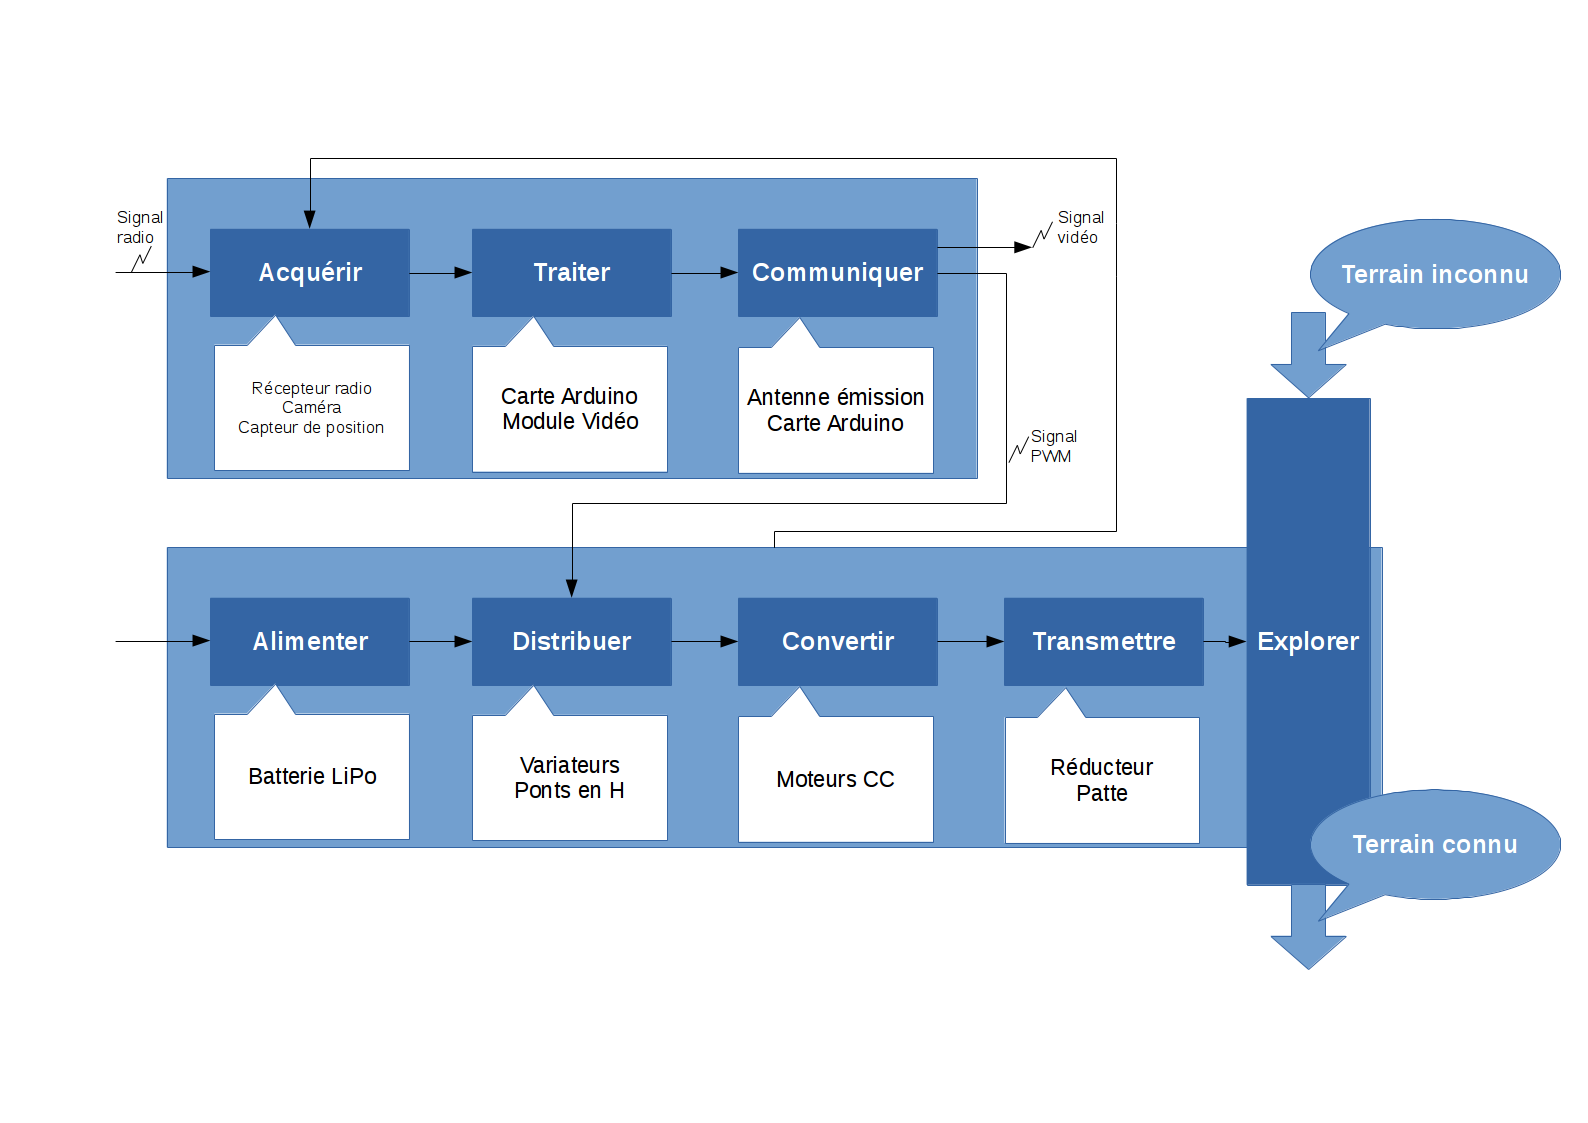 Signal
radio
Acquérir
Traiter
Communiquer
Signal
vidéo
Terrain inconnu
Récepteur radio
Caméra
Capteur de position
Carte Arduino
Module Vidéo
Antenne émission
Carte Arduino
Signal
PWM
Alimenter
Distribuer
Convertir
Transmettre
Explorer
Batterie LiPo
Variateurs
Ponts en H
Moteurs CC
Réducteur
Patte
Terrain connu